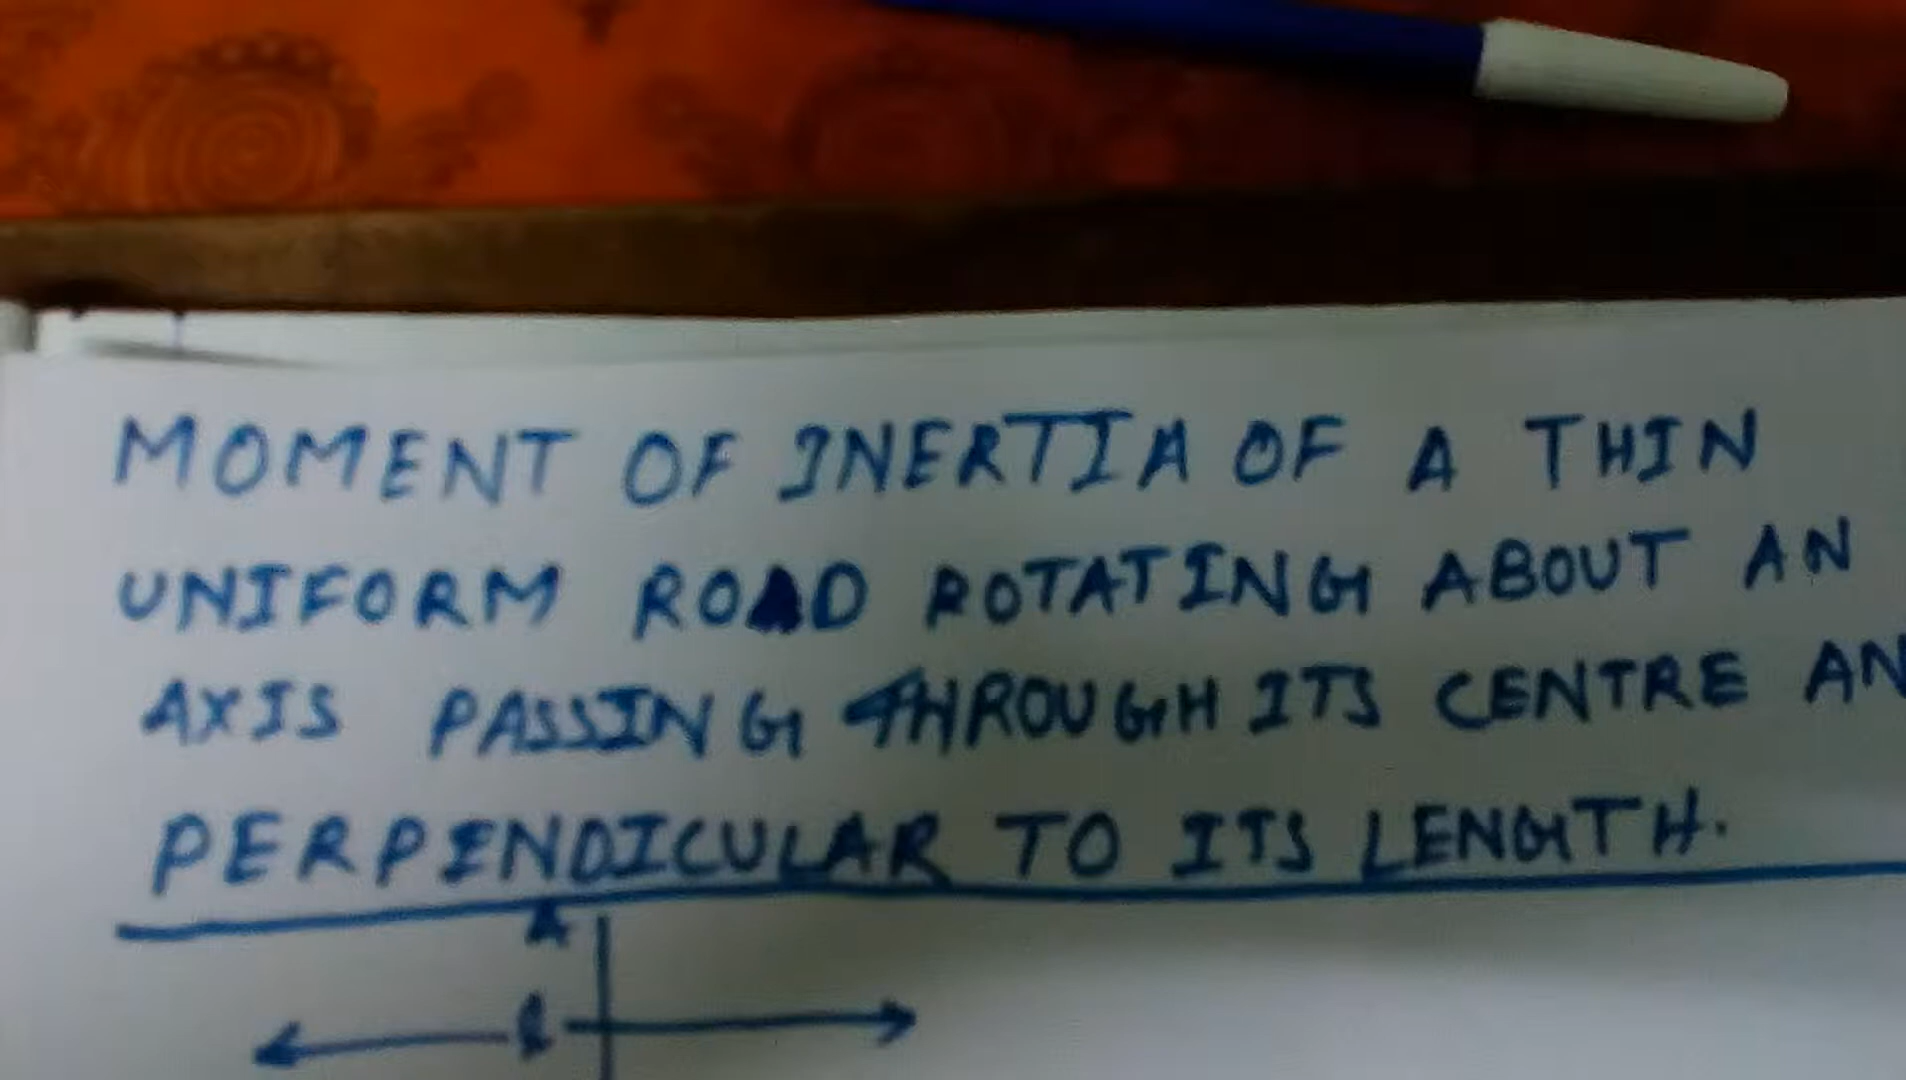 MOMENT OF INERTIA OF A THIN
UNIFORM ROAD ROTATING ABOUT AN
AXIS PASSING THROUGH ITS CENTRE AN
PERPENDICULAR TO ITS LENGTH.
A
l